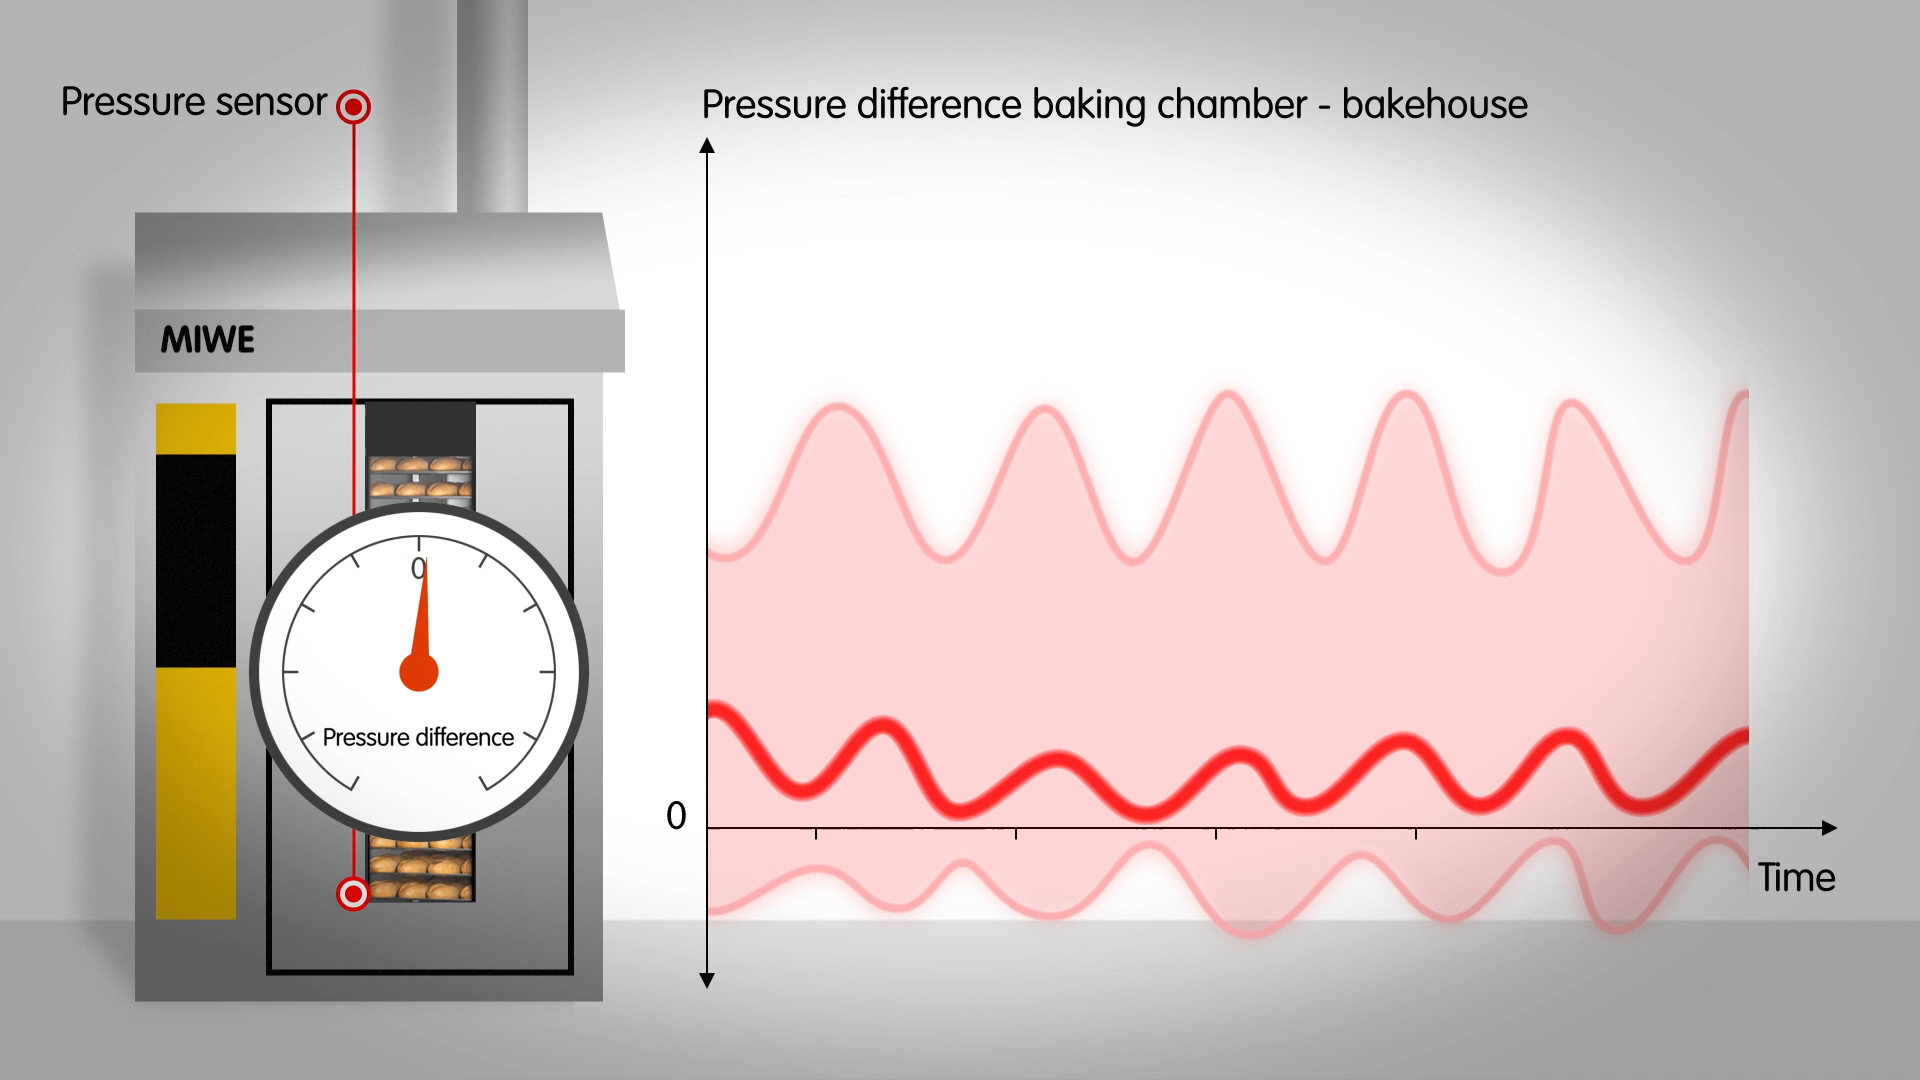 Pressure sensor
Pressure difference baking chamber - bakehouse
MIWE
0
Pressure difference
0
Time